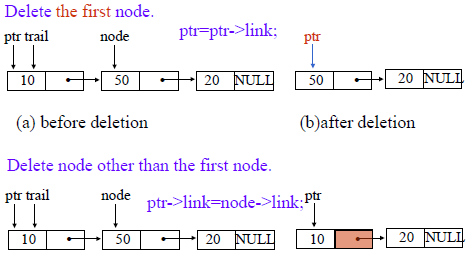 Delete the first node.
ptr trail node ptr=ptr->link; ptr
10 50 20 NULL 50 20 NULL
(a) before deletion (b)after deletion
Delete node other than the first node.
ptr trail node ptr->link=node->link; ptr
10 50 20 NULL 10 20 NULL